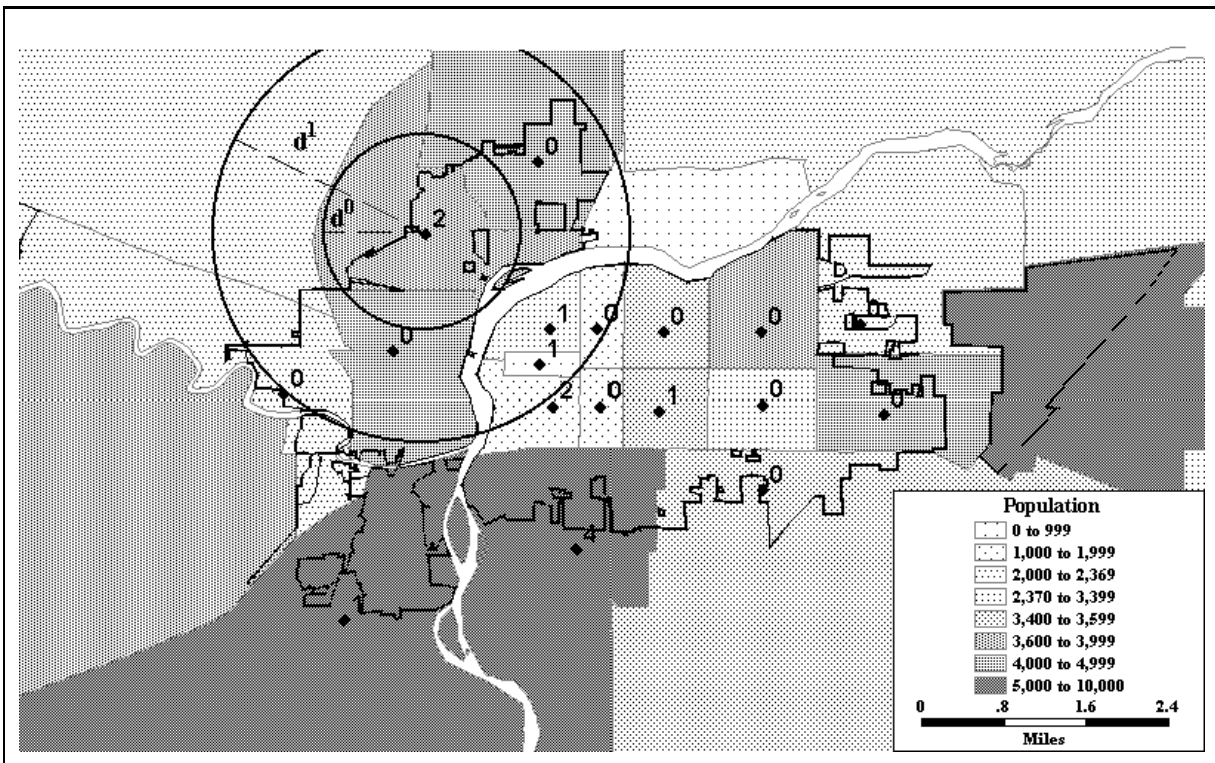 d1
0
d0
2
1
0
0
0
0
1
0
2
0
1
0
0
0
4
Population
0 to 999
1,000 to 1,999
2,000 to 2,369
2,370 to 3,399
3,400 to 3,599
3,600 to 3,999
4,000 to 4,999
5,000 to 10,000
0 .8 1.6 2.4
Miles